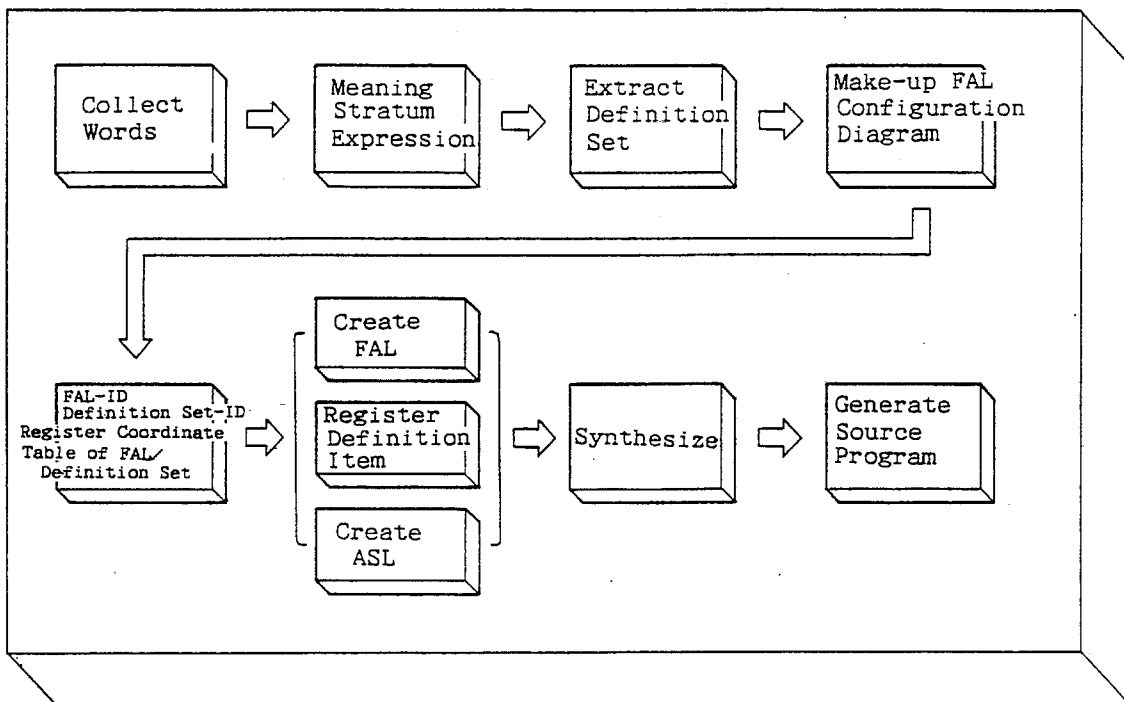 Collect
Words
Meaning
Stratum
Expression
Extract
Definition
Set
Make-up FAL
Configuration
Diagram
FAL-ID
Definition Set-ID
Register Coordinate
Table of FAL/
Definition Set
Create
FAL
Register
Definition
Item
Create
ASL
Synthesize
Generate
Source
Program